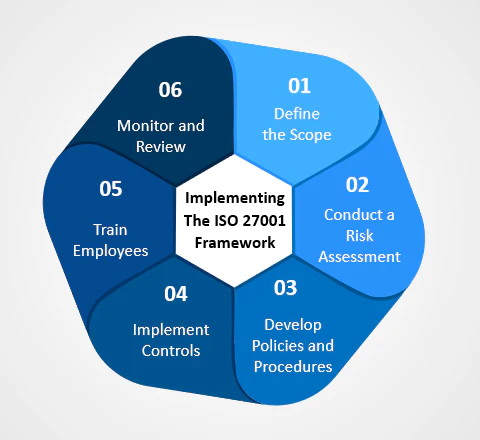 Implementing
The ISO 27001
Framework
01
Define
the Scope
02
Conduct a
Risk
Assessment
03
Develop
Policies and
Procedures
04
Implement
Controls
05
Train
Employees
06
Monitor and
Review